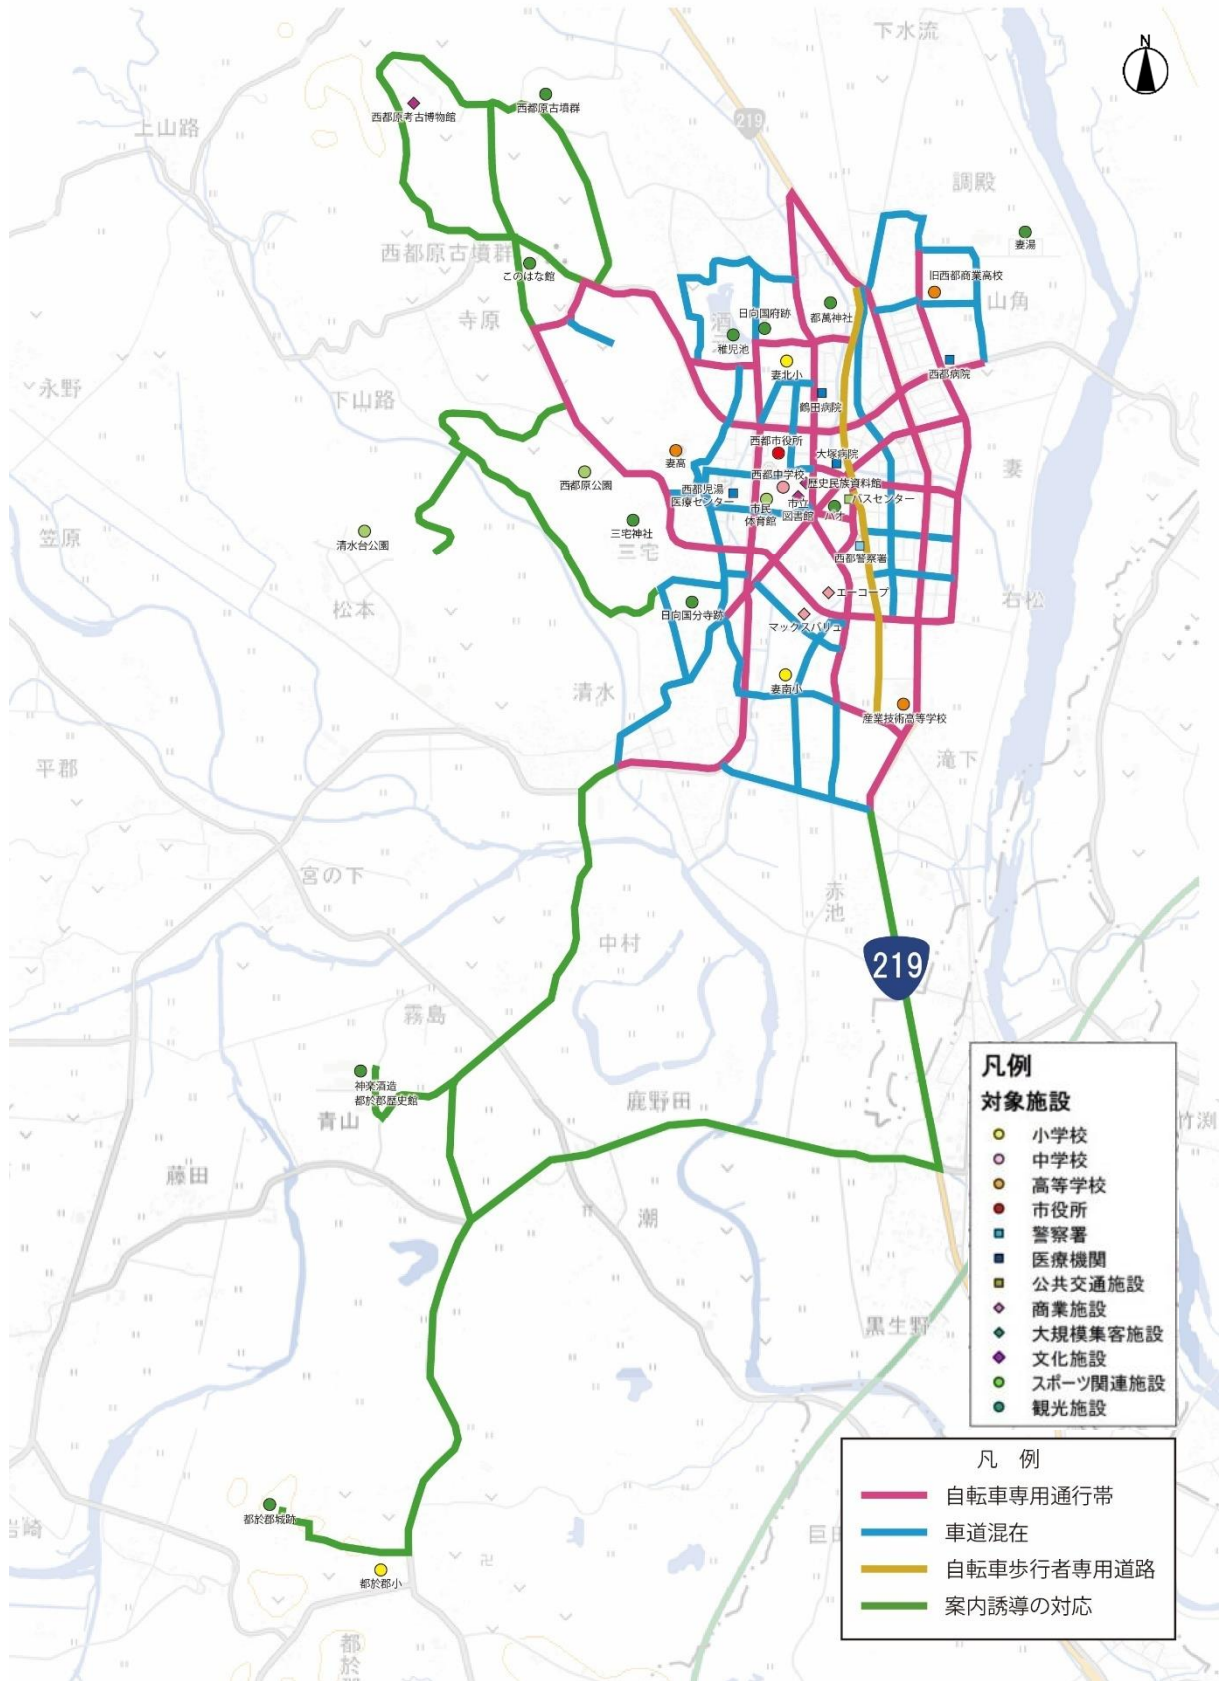 下水流
N
219
西都原古墳群
西都原考古博物館
上山路
調殿
妻湯
西都原古墳群
このはな館
旧西都商業高校
山角
日向国府跡
都萬神社
寺原
稚児池
妻北小
西都病院
永野
下山路
鶴田病院
西都市役所
妻高
大塚病院
妻
西都中学校
歴史民族資料館
西都原公園
西都児湯
医療センター
市民
体育館
市立
図書館
パオ
バスセンター
笠原
清水台公園
三宅神社
三宅
西都警察署
松本
日向国分寺跡
エーコープ
右松
マックスバリュ
清水
妻南小
産業技術高等学校
平郡
滝下
宮の下
赤池
中村
219
霧島
神楽酒造
都於郡歴史館
青山
鹿野田
竹渕
藤田
潮
黒生野
凡例
対象施設
小学校
中学校
高等学校
市役所
警察署
医療機関
公共交通施設
商業施設
大規模集客施設
文化施設
スポーツ関連施設
観光施設
凡 例
自転車専用通行帯
車道混在
自転車歩行者専用道路
案内誘導の対応
都於郡城跡
岩崎
都於郡小
都於